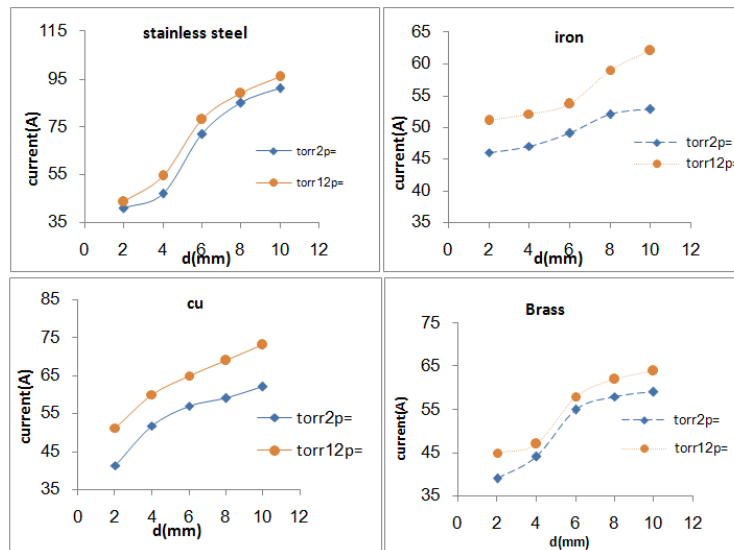 stainless steel
115
95
75
55
35
current(A)
0 2 4 6 8 10 12
d(mm)
torr2p=
torr12p=
iron
65
60
55
50
45
40
35
current(A)
0 2 4 6 8 10 12
d(mm)
torr2p=
torr12p=
cu
85
75
65
55
45
35
current(A)
0 2 4 6 8 10 12
d(mm)
torr2p=
torr12p=
Brass
75
65
55
45
35
current(A)
0 2 4 6 8 10 12
d(mm)
torr2p=
torr12p=